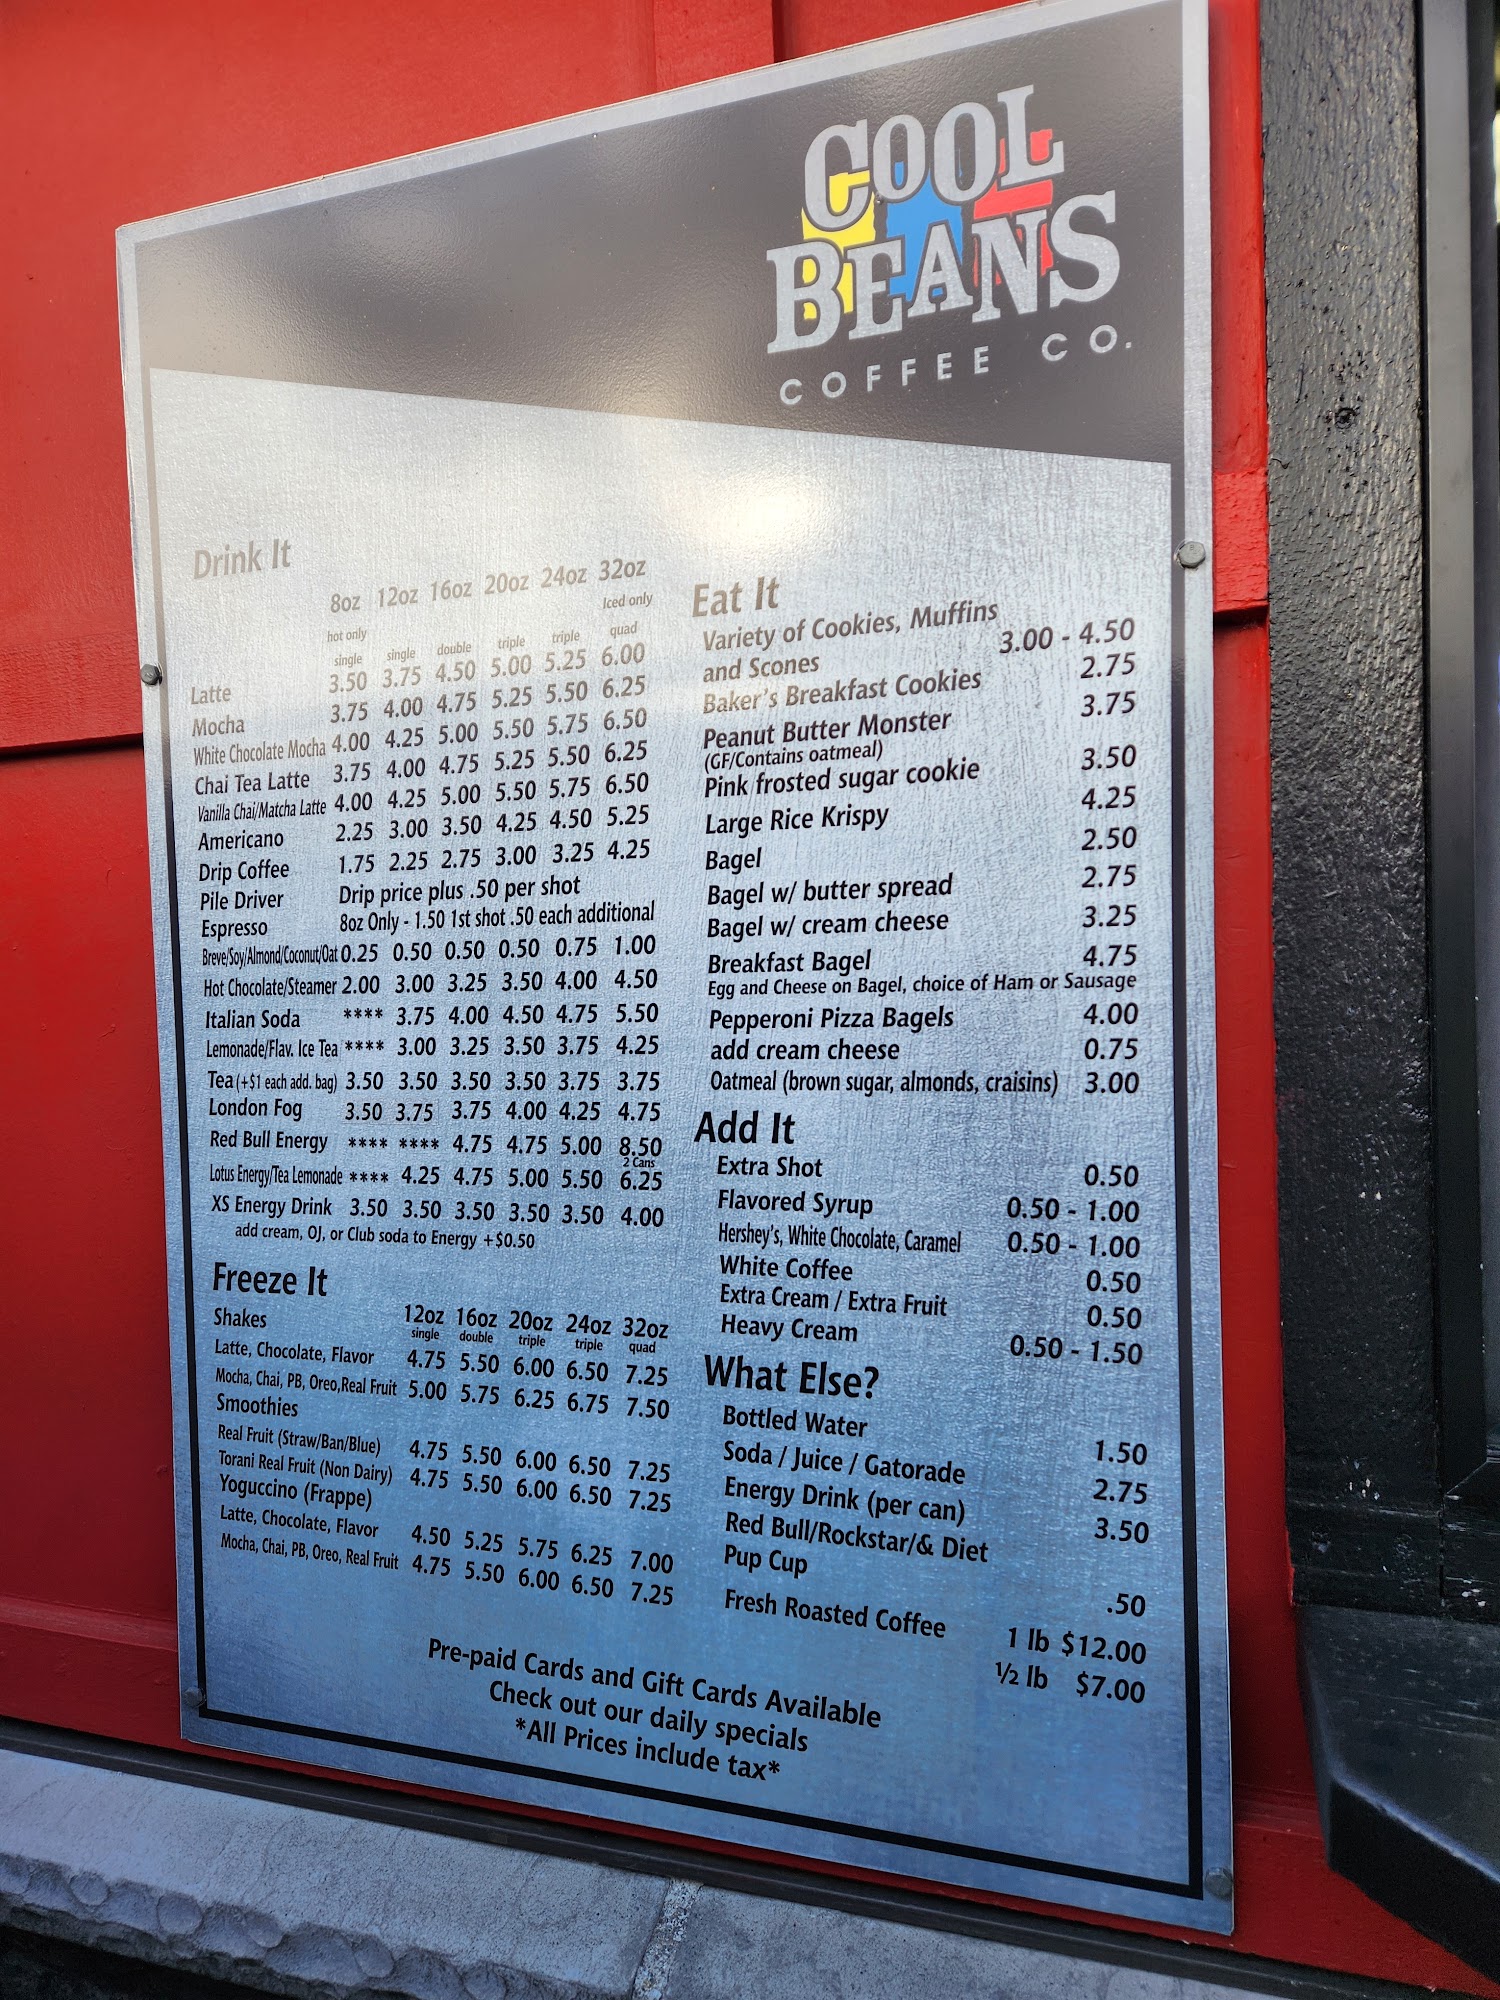 COOL
BEANS
COFFEE CO.
Drink It
8oz 12oz 16oz 20oz 24oz 32oz
hot only Iced only
single single double triple triple quad
Latte 3.50 3.75 4.50 5.00 5.25 6.00
Mocha 3.75 4.00 4.75 5.25 5.50 6.25
White Chocolate Mocha 4.00 4.25 5.00 5.50 5.75 6.50
Chai Tea Latte 3.75 4.00 4.75 5.25 5.50 6.25
Vanilla Chai/Matcha Latte 4.00 4.25 5.00 5.50 5.75 6.50
Americano 2.25 3.00 3.50 4.25 4.50 5.25
Drip Coffee 1.75 2.25 2.75 3.00 3.25 4.25
Pile Driver Drip price plus .50 per shot
Espresso 8oz Only - 1.50 1st shot .50 each additional
Breve/Soy/Almond/Coconut/Oat 0.25 0.50 0.50 0.50 0.75 1.00
Hot Chocolate/Steamer 2.00 3.00 3.25 3.50 4.00 4.50
Italian Soda **** 3.75 4.00 4.50 4.75 5.50
Lemonade/Flav. Ice Tea **** 3.00 3.25 3.50 3.75 4.25
Tea (+$1 each add. bag) 3.50 3.50 3.50 3.50 3.75 3.75
London Fog 3.50 3.75 3.75 4.00 4.25 4.75
Red Bull Energy **** **** 4.75 4.75 5.00 8.50
2 Cans
Lotus Energy/Tea Lemonade **** 4.25 4.75 5.00 5.50 6.25
XS Energy Drink 3.50 3.50 3.50 3.50 3.50 4.00
add cream, OJ, or Club soda to Energy +$0.50
Freeze It
Shakes 12oz 16oz 20oz 24oz 32oz
single double triple triple quad
Latte, Chocolate, Flavor 4.75 5.50 6.00 6.50 7.25
Mocha, Chai, PB, Oreo,Real Fruit 5.00 5.75 6.25 6.75 7.50
Smoothies
Real Fruit (Straw/Ban/Blue) 4.75 5.50 6.00 6.50 7.25
Torani Real Fruit (Non Dairy) 4.75 5.50 6.00 6.50 7.25
Yoguccino (Frappe)
Latte, Chocolate, Flavor 4.50 5.25 5.75 6.25 7.00
Mocha, Chai, PB, Oreo, Real Fruit 4.75 5.50 6.00 6.50 7.25
Eat It
Variety of Cookies, Muffins
and Scones 3.00 - 4.50
Baker's Breakfast Cookies 2.75
Peanut Butter Monster 3.75
(GF/Contains oatmeal)
Pink frosted sugar cookie 3.50
Large Rice Krispy 4.25
Bagel 2.50
Bagel w/ butter spread 2.75
Bagel w/ cream cheese 3.25
Breakfast Bagel 4.75
Egg and Cheese on Bagel, choice of Ham or Sausage
Pepperoni Pizza Bagels 4.00
add cream cheese 0.75
Oatmeal (brown sugar, almonds, craisins) 3.00
Add It
Extra Shot 0.50
Flavored Syrup 0.50 - 1.00
Hershey's, White Chocolate, Caramel 0.50 - 1.00
White Coffee 0.50
Extra Cream / Extra Fruit 0.50
Heavy Cream 0.50 - 1.50
What Else?
Bottled Water 1.50
Soda / Juice / Gatorade 2.75
Energy Drink (per can) 3.50
Red Bull/Rockstar/& Diet
Pup Cup .50
Fresh Roasted Coffee 1 lb $12.00
½ lb $7.00
Pre-paid Cards and Gift Cards Available
Check out our daily specials
*All Prices include tax*